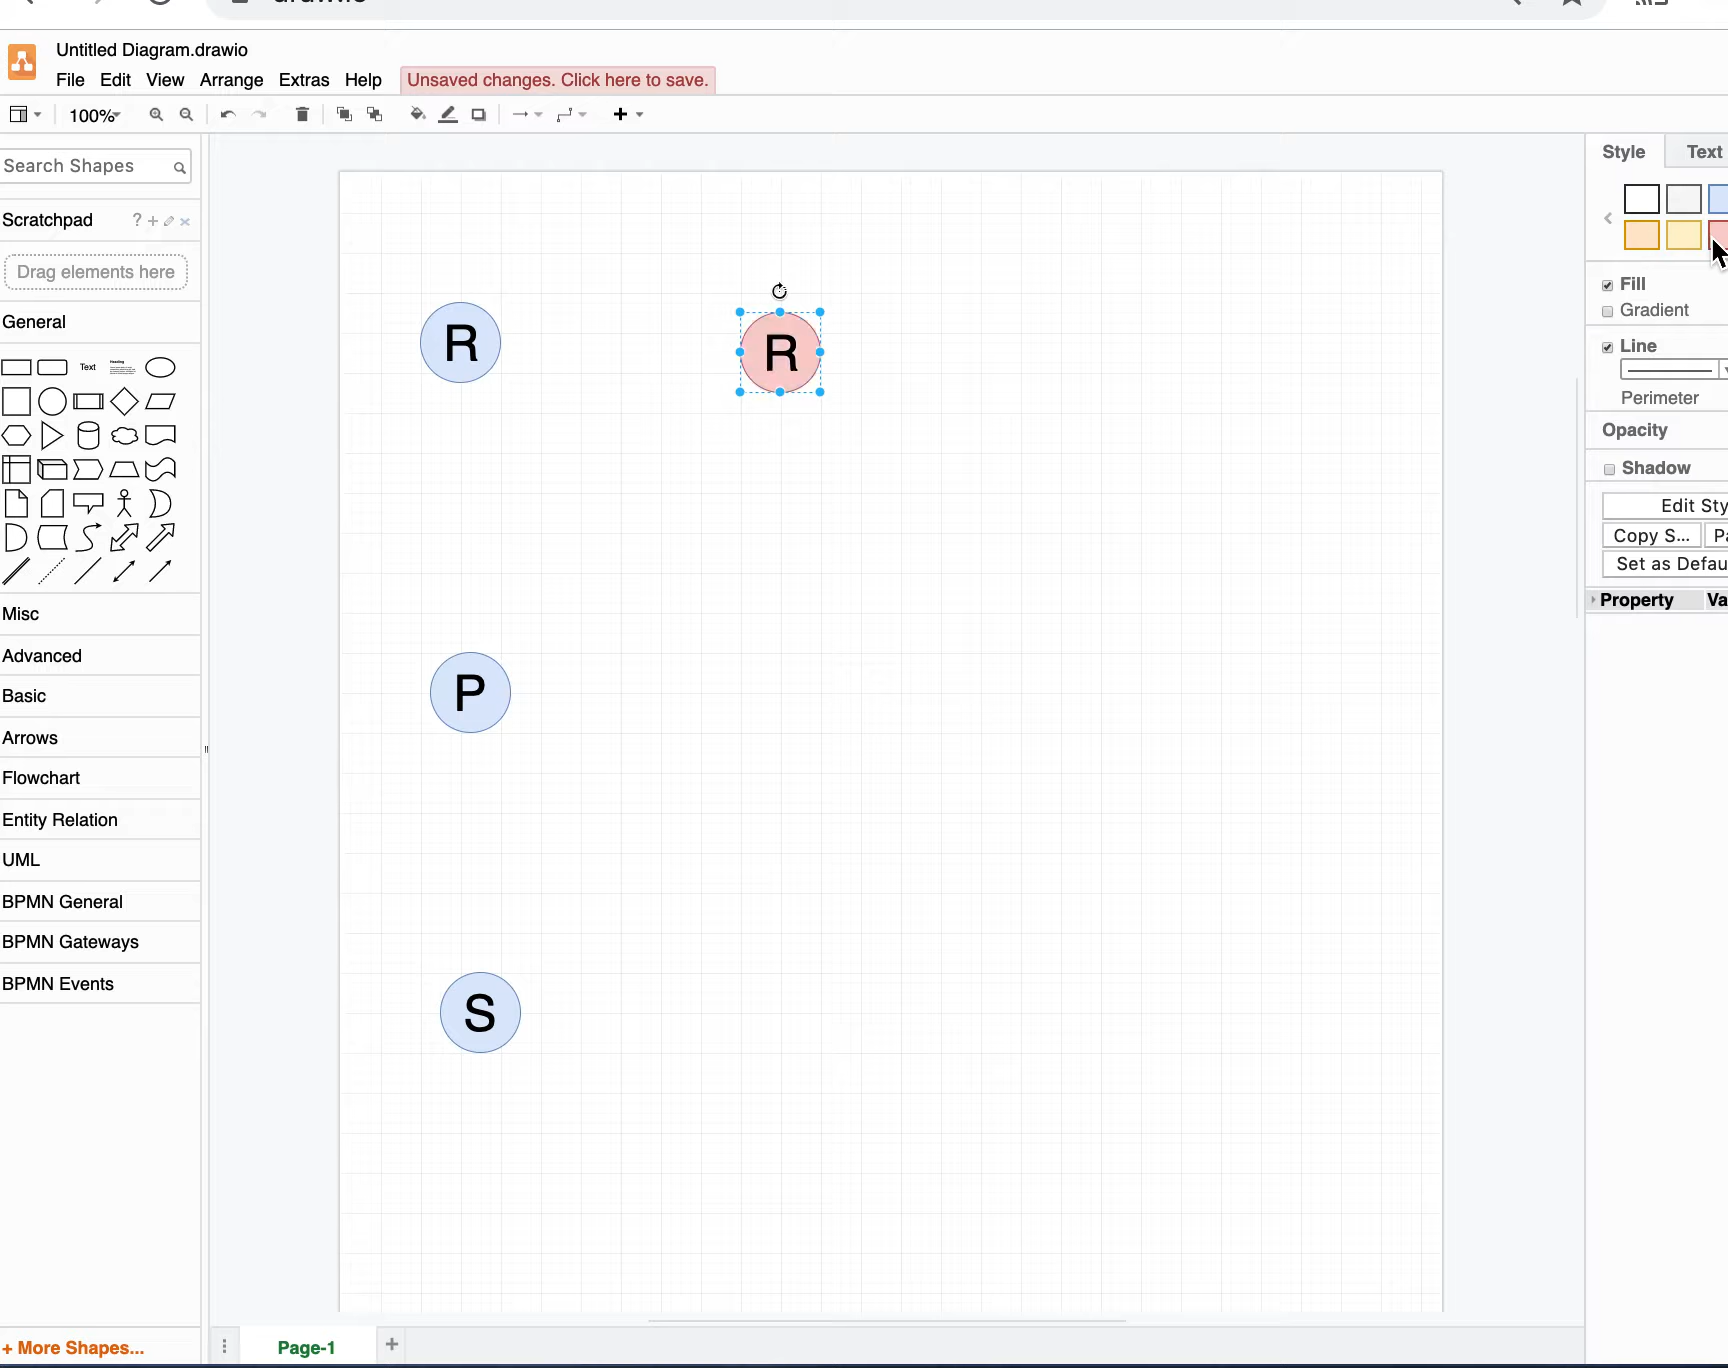 Untitled Diagram.drawio
File Edit View Arrange Extras Help Unsaved changes. Click here to save.
100%
Search Shapes
Scratchpad ? +
Drag elements here
General
Text
Heading
Misc
Advanced
Basic
Arrows
Flowchart
Entity Relation
UML
BPMN General
BPMN Gateways
BPMN Events
+ More Shapes...
R
R
P
S
Page-1
Style Text
Fill
Gradient
Line
Perimeter
Opacity
Shadow
Edit Sty
Copy S... Pa
Set as Defau
Property Va